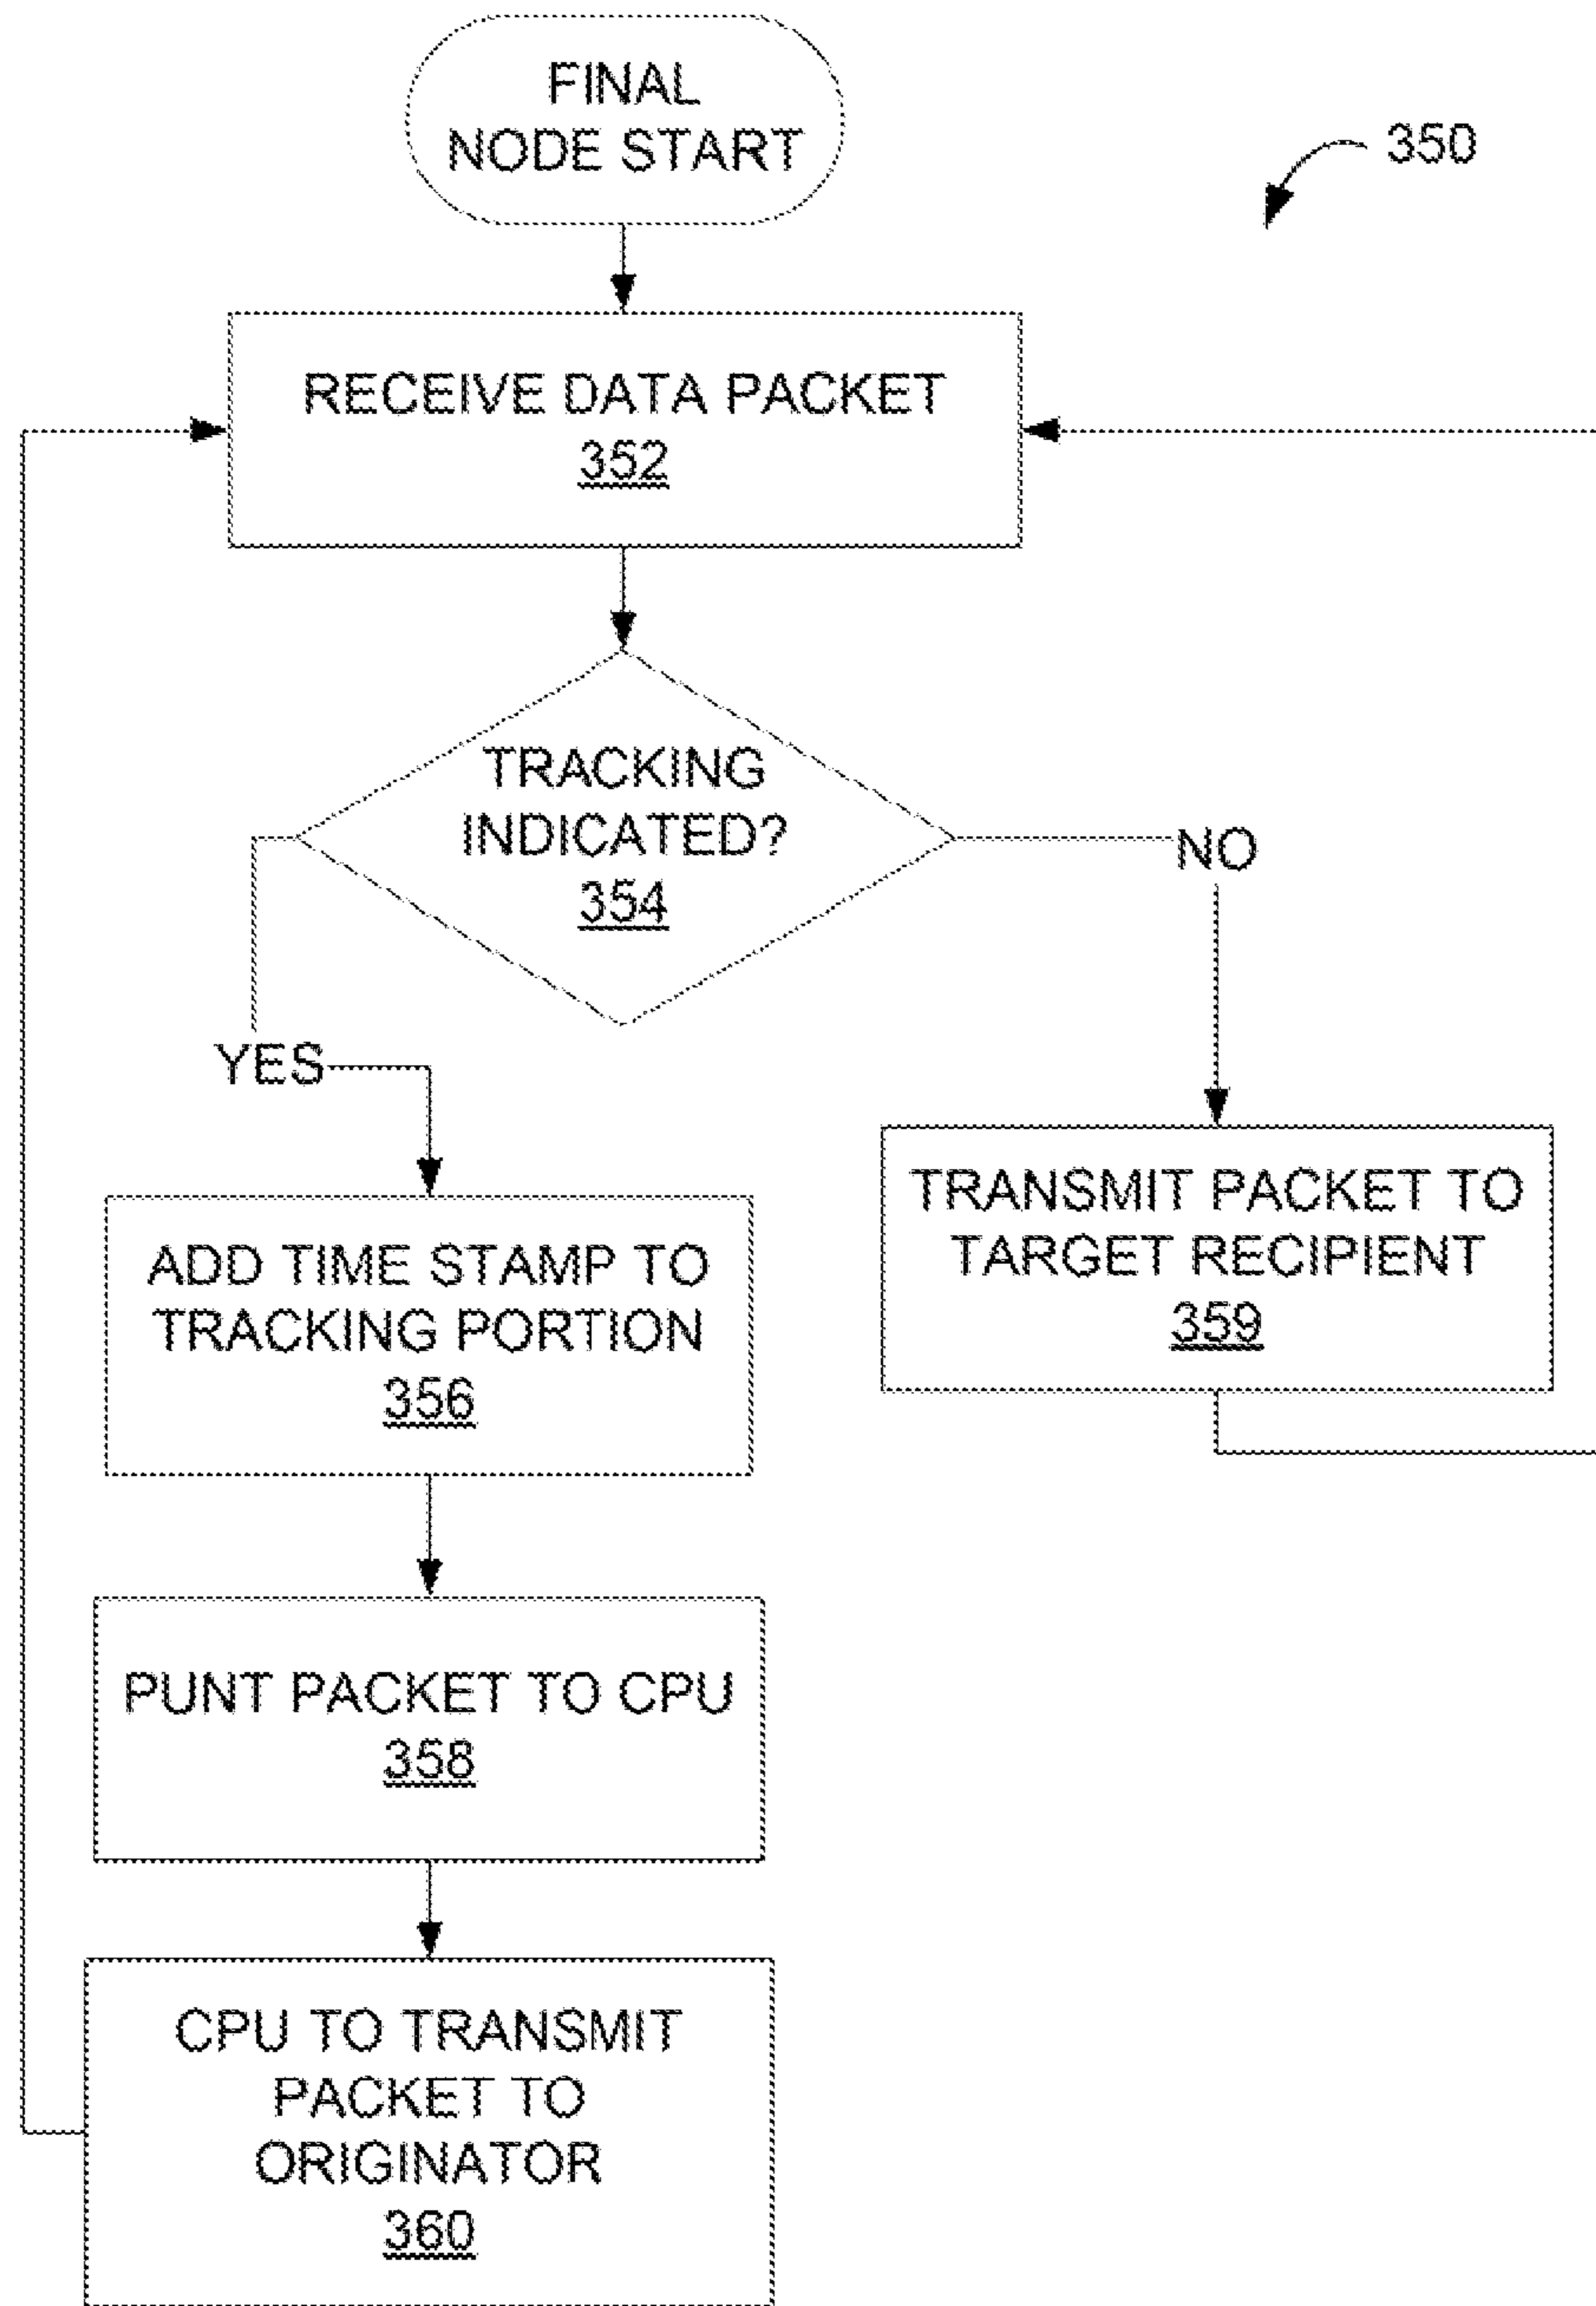 FINAL
NODE START
350
RECEIVE DATA PACKET
352
TRACKING
INDICATED?
354
NO
YES
TRANSMIT PACKET TO
TARGET RECIPIENT
359
ADD TIME STAMP TO
TRACKING PORTION
356
PUNT PACKET TO CPU
358
CPU TO TRANSMIT
PACKET TO
ORIGINATOR
360